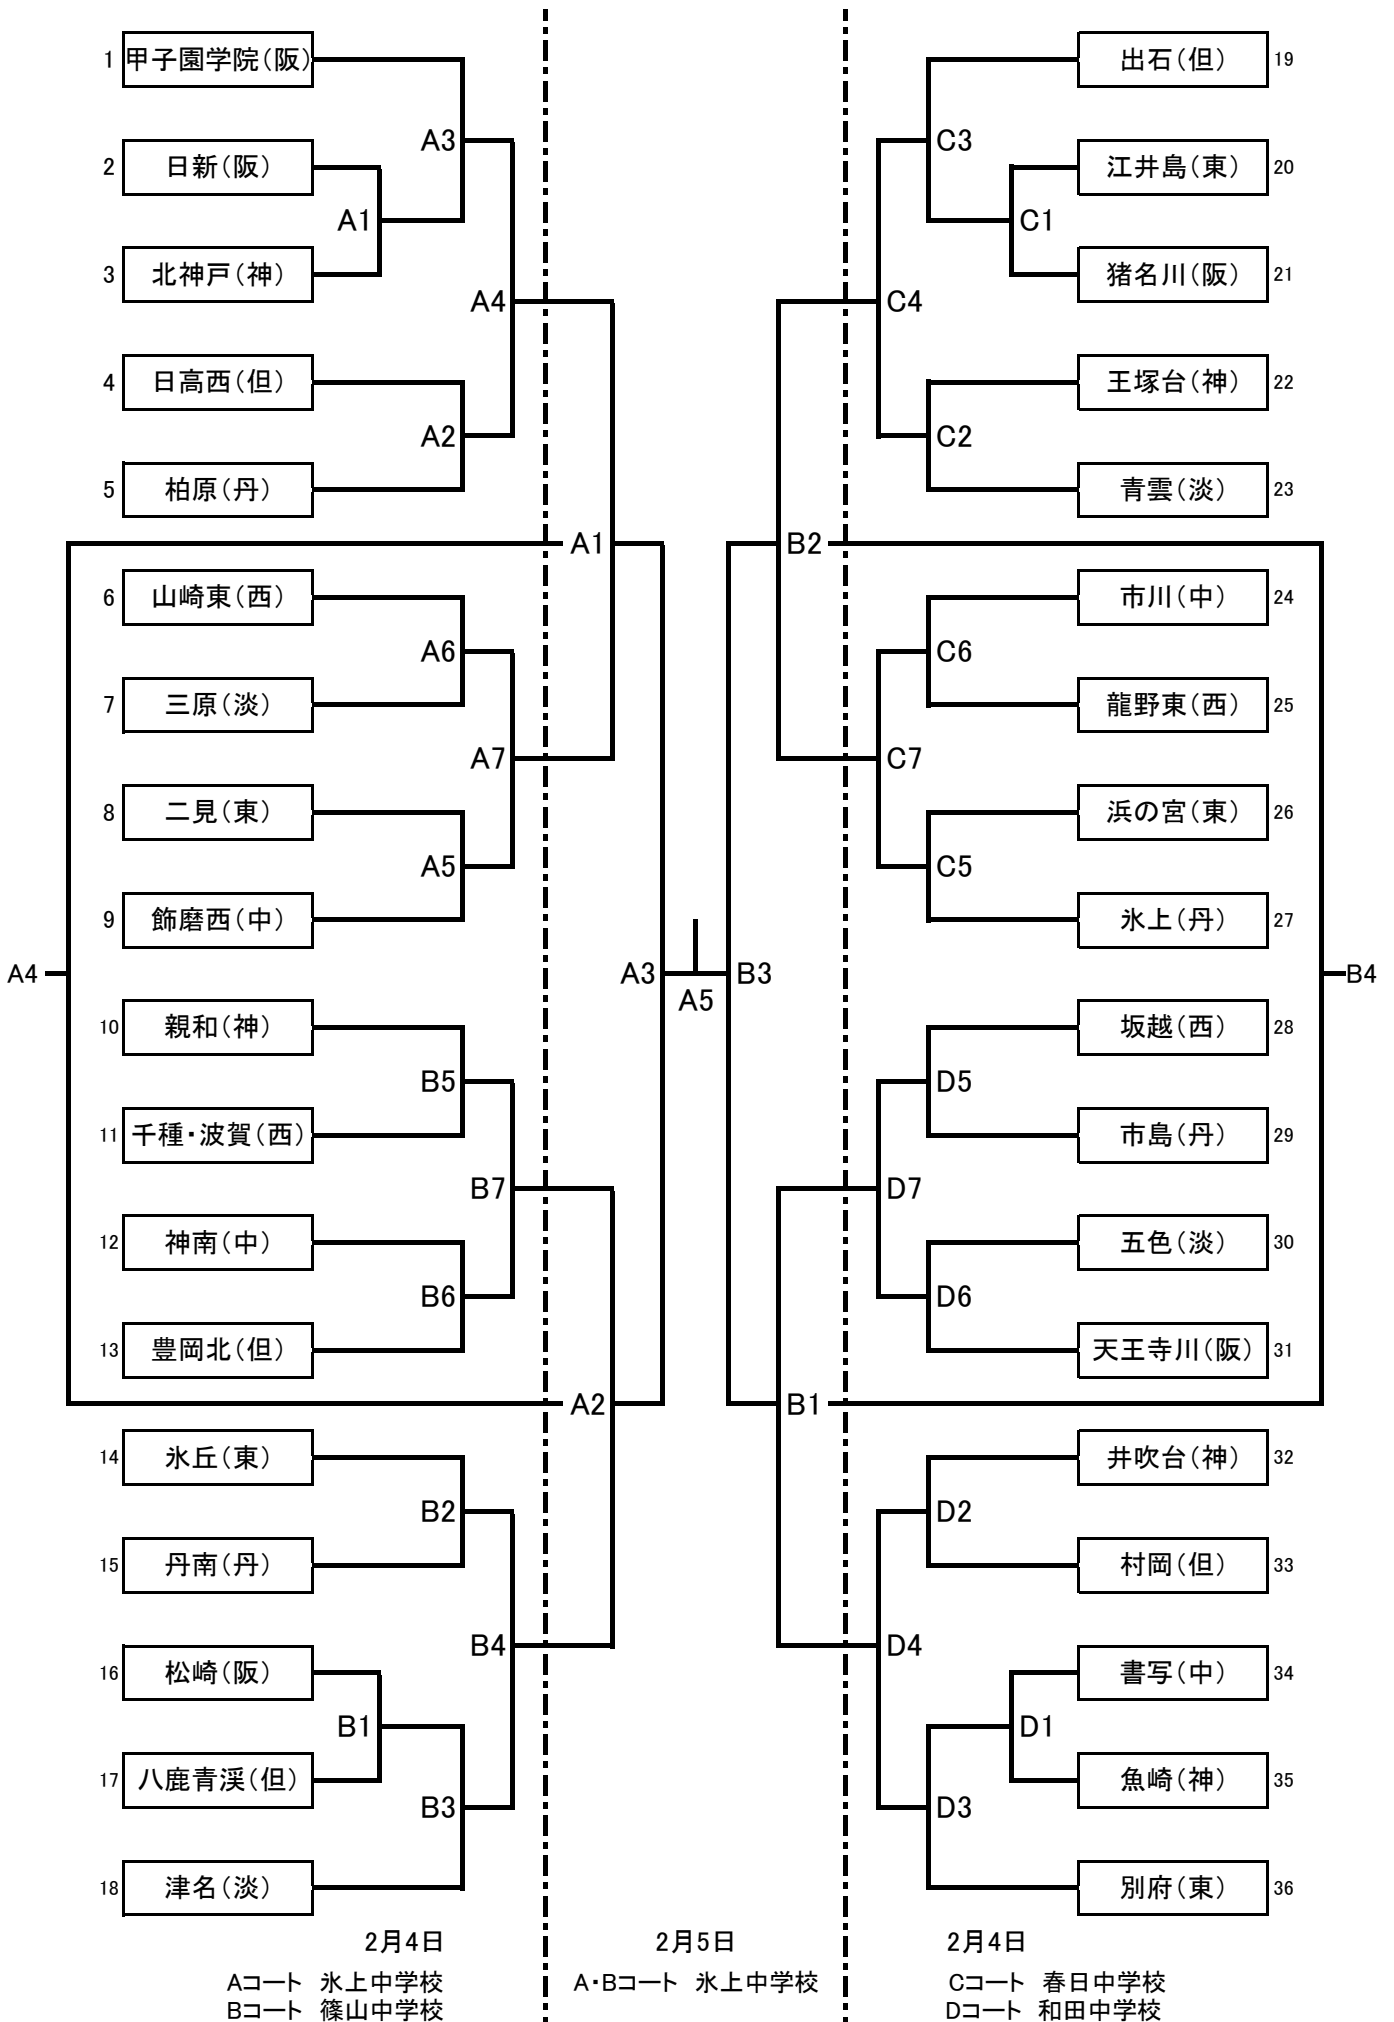 1 甲子園学院(阪)
2 日新(阪)
3 北神戸(神)
4 日高西(但)
5 柏原(丹)
6 山崎東(西)
7 三原(淡)
8 二見(東)
9 飾磨西(中)
10 親和(神)
11 千種・波賀(西)
12 神南(中)
13 豊岡北(但)
14 氷丘(東)
15 丹南(丹)
16 松崎(阪)
17 八鹿青渓(但)
18 津名(淡)
A3
A1
A4
A2
A6
A7
A5
B5
B7
B6
B2
B4
B1
B3
A4
A1
A2
A3
A5
B3
B2
B1
B4
C3
C1
C4
C2
C6
C7
C5
D5
D7
D6
D2
D4
D1
D3
出石(但) 19
江井島(東) 20
猪名川(阪) 21
王塚台(神) 22
青雲(淡) 23
市川(中) 24
龍野東(西) 25
浜の宮(東) 26
氷上(丹) 27
坂越(西) 28
市島(丹) 29
五色(淡) 30
天王寺川(阪) 31
井吹台(神) 32
村岡(但) 33
書写(中) 34
魚崎(神) 35
別府(東) 36
2月4日
Aコート 氷上中学校
Bコート 篠山中学校
2月5日
A・Bコート 氷上中学校
2月4日
Cコート 春日中学校
Dコート 和田中学校